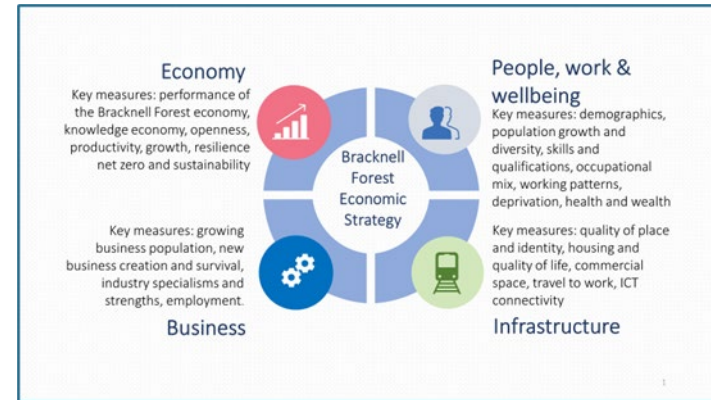 Economy
Key measures: performance of
the Bracknell Forest economy,
knowledge economy, openness,
productivity, growth, resilience
net zero and sustainability
People, work &
wellbeing
Key measures: demographics,
population growth and
diversity, skills and
qualifications, occupational
mix, working patterns,
deprivation, health and wealth
Bracknell
Forest
Economic
Strategy
Key measures: growing
business population, new
business creation and survival,
industry specialisms and
strengths, employment.
Business
Key measures: quality of place
and identity, housing and
quality of life, commercial
space, travel to work, ICT
connectivity
Infrastructure
1